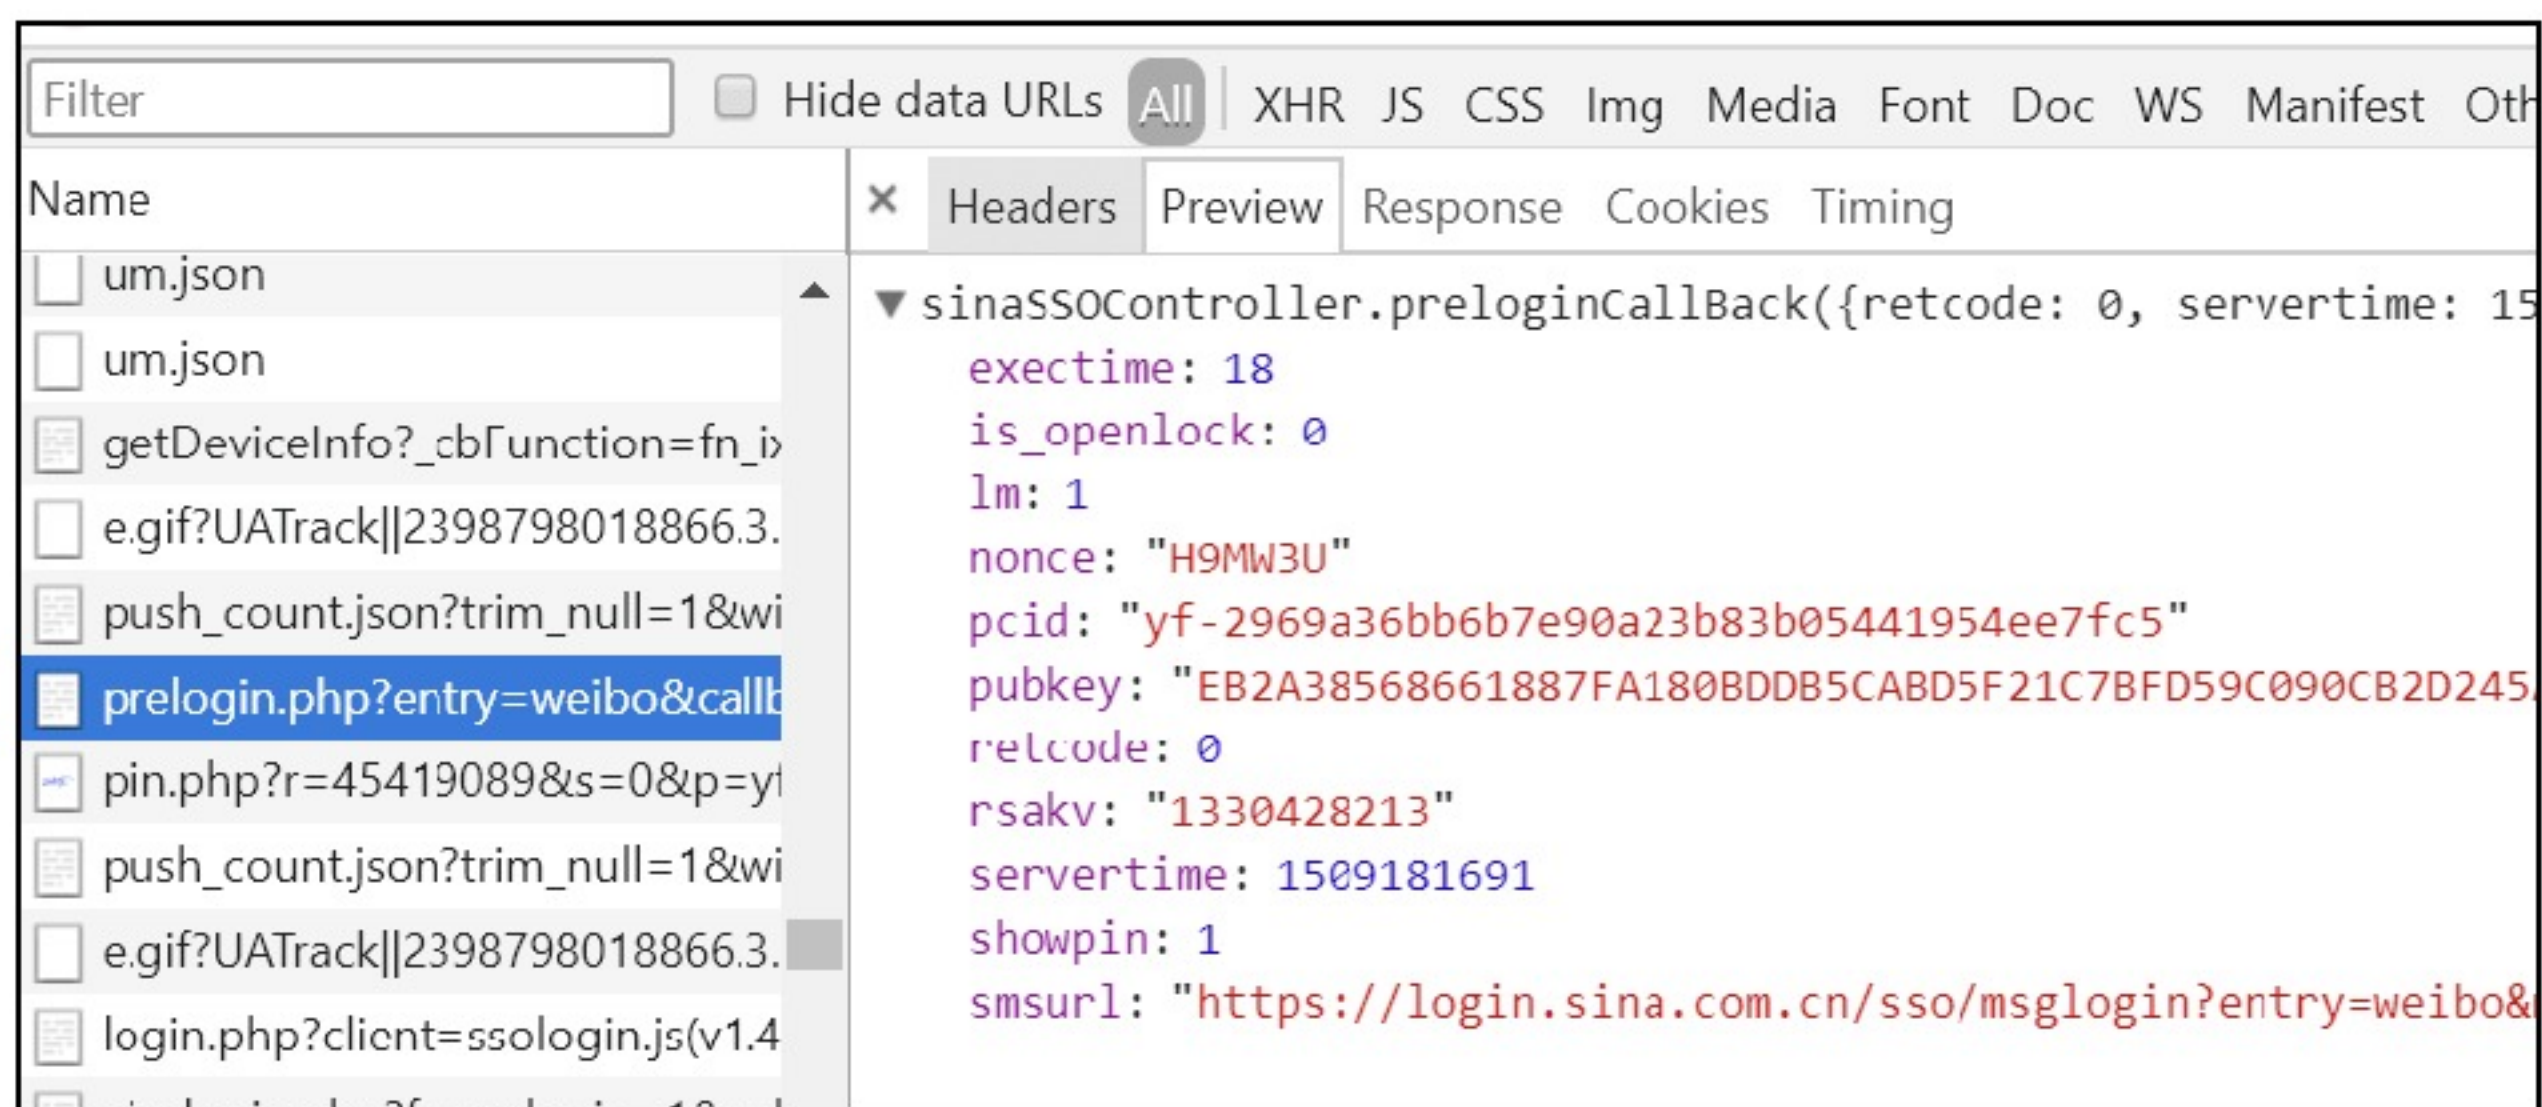 Filter Hide data URLs All XHR JS CSS Img Media Font Doc WS Manifest Oth
Name
× Headers Preview Response Cookies Timing
um.json
um.json
getDeviceInfo?_cbFunction=fn_ix
e.gif?UATrack||2398798018866.3.
push_count.json?trim_null=1&wi
prelogin.php?entry=weibo&callb
pin.php?r=45419089&s=0&p=yf
push_count.json?trim_null=1&wi
e.gif?UATrack||2398798018866.3.
login.php?client=ssologin.js(v1.4
sinaSSOController.preloginCallBack({retcode: 0, servertime: 15
exectime: 18
is_openlock: 0
lm: 1
nonce: "H9MW3U"
pcid: "yf-2969a36bb6b7e90a23b83b05441954ee7fc5"
pubkey: "EB2A38568661887FA180BDDB5CABD5F21C7BFD59C090CB2D245
retcode: 0
rsakv: "1330428213"
servertime: 1509181691
showpin: 1
smsurl: "https://login.sina.com.cn/sso/msglogin?entry=weibo&